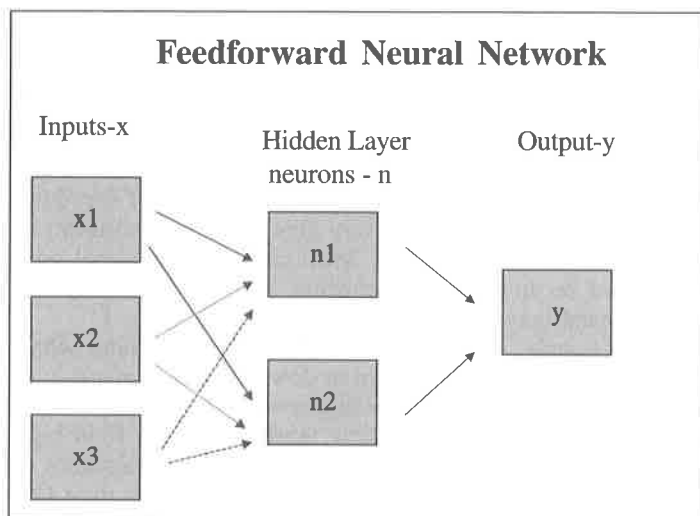 Feedforward Neural Network
Inputs-x
Hidden Layer
neurons - n
Output-y
x1
x2
x3
n1
n2
y